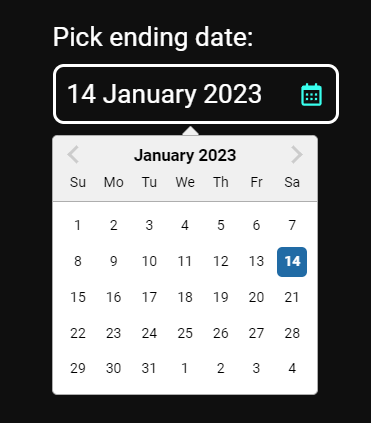 Pick ending date:
14 January 2023
January 2023
Su Mo Tu We Th Fr Sa
1 2 3 4 5 6 7
8 9 10 11 12 13 14
15 16 17 18 19 20 21
22 23 24 25 26 27 28
29 30 31 1 2 3 4